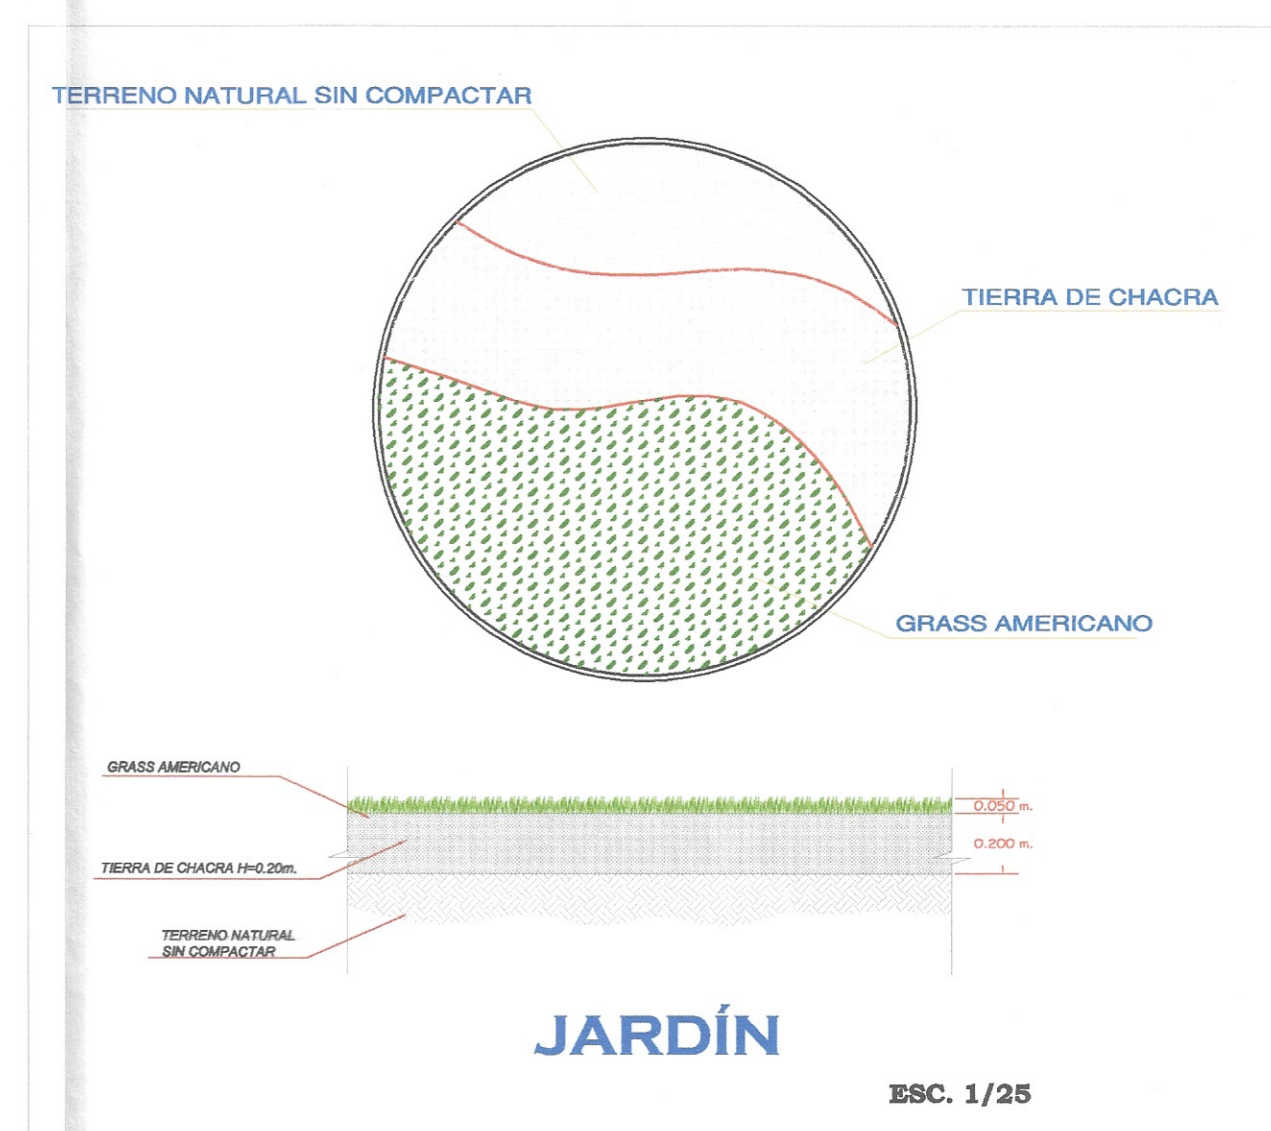 TERRENO NATURAL SIN COMPACTAR
TIERRA DE CHACRA
GRASS AMERICANO
GRASS AMERICANO
0.050 m.
0.200 m.
TIERRA DE CHACRA H=0.20m.
TERRENO NATURAL
SIN COMPACTAR
JARDÍN
ESC. 1/25